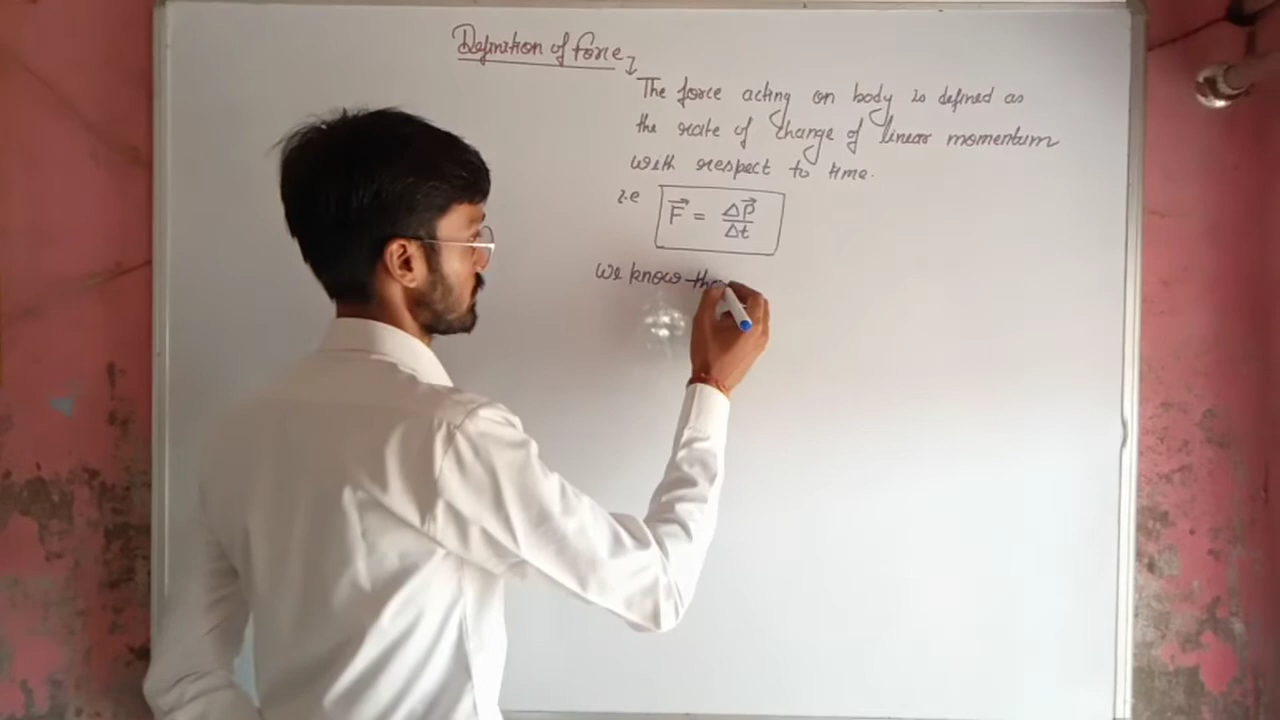 Definition of Force
The force acting on body is defined as
the rate of change of linear momentum
with respect to time.
i.e F⃗ = ΔP⃗/Δt
We know